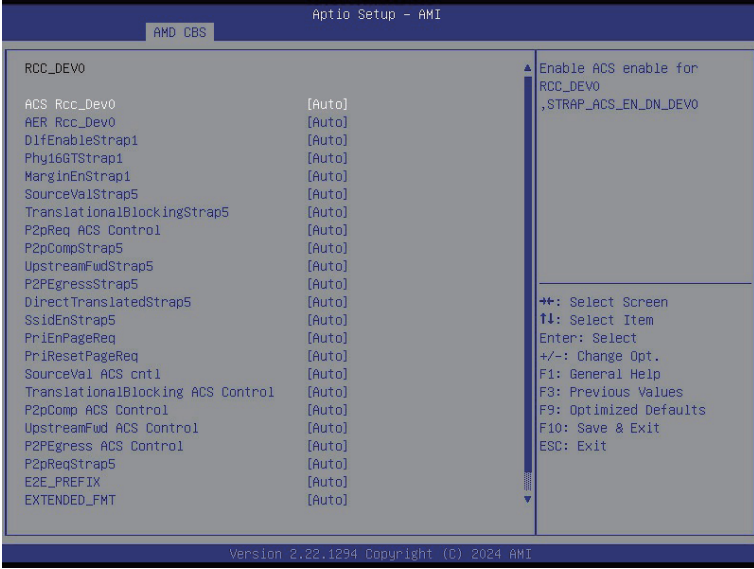 Aptio Setup – AMI
AMD CBS
RCC_DEV0
ACS Rcc_Dev0 [Auto]
AER Rcc_Dev0 [Auto]
DlfEnableStrap1 [Auto]
Phy16GTStrap1 [Auto]
MarginEnStrap1 [Auto]
SourceValStrap5 [Auto]
TranslationalBlockingStrap5 [Auto]
P2pReq ACS Control [Auto]
P2pCompStrap5 [Auto]
UpstreamFwdStrap5 [Auto]
P2PEgressStrap5 [Auto]
DirectTranslatedStrap5 [Auto]
SsidEnStrap5 [Auto]
PriEnPageReq [Auto]
PriResetPageReq [Auto]
SourceVal ACS cntl [Auto]
TranslationalBlocking ACS Control [Auto]
P2pComp ACS Control [Auto]
UpstreamFwd ACS Control [Auto]
P2PEgress ACS Control [Auto]
P2pReqStrap5 [Auto]
E2E_PREFIX [Auto]
EXTENDED_FMT [Auto]
Enable ACS enable for
RCC_DEV0
,STRAP_ACS_EN_DN_DEV0
→←: Select Screen
↑↓: Select Item
Enter: Select
+/-: Change Opt.
F1: General Help
F3: Previous Values
F9: Optimized Defaults
F10: Save & Exit
ESC: Exit
Version 2.22.1294 Copyright (C) 2024 AMI